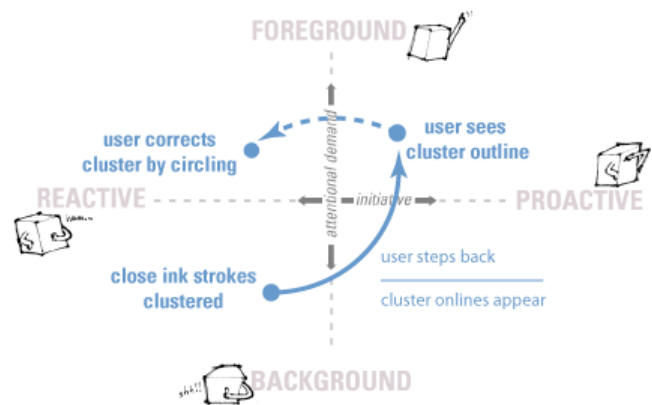 FOREGROUND
user corrects
cluster by circling
user sees
cluster outline
attentional demand
REACTIVE
initiative
PROACTIVE
close ink strokes
clustered
user steps back
cluster onlines appear
shh!!
BACKGROUND